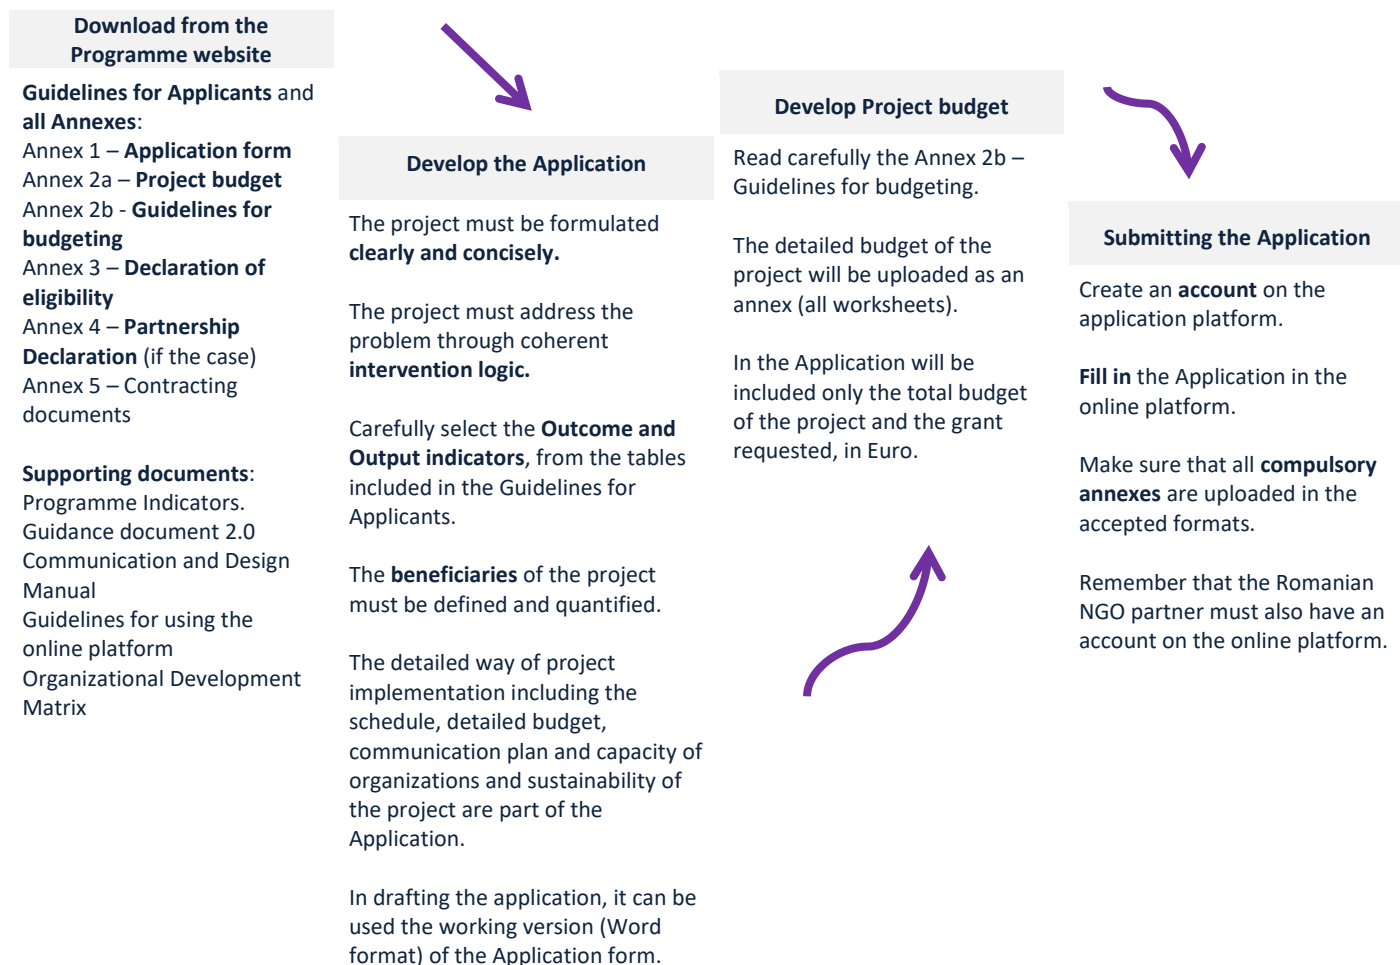 Download from the
Programme website
Guidelines for Applicants and
all Annexes:
Annex 1 – Application form
Annex 2a – Project budget
Annex 2b - Guidelines for
budgeting
Annex 3 – Declaration of
eligibility
Annex 4 – Partnership
Declaration (if the case)
Annex 5 – Contracting
documents
Supporting documents:
Programme Indicators.
Guidance document 2.0
Communication and Design
Manual
Guidelines for using the
online platform
Organizational Development
Matrix
Develop the Application
The project must be formulated
clearly and concisely.
The project must address the
problem through coherent
intervention logic.
Carefully select the Outcome and
Output indicators, from the tables
included in the Guidelines for
Applicants.
The beneficiaries of the project
must be defined and quantified.
The detailed way of project
implementation including the
schedule, detailed budget,
communication plan and capacity of
organizations and sustainability of
the project are part of the
Application.
In drafting the application, it can be
used the working version (Word
format) of the Application form.
Develop Project budget
Read carefully the Annex 2b –
Guidelines for budgeting.
The detailed budget of the
project will be uploaded as an
annex (all worksheets).
In the Application will be
included only the total budget
of the project and the grant
requested, in Euro.
Submitting the Application
Create an account on the
application platform.
Fill in the Application in the
online platform.
Make sure that all compulsory
annexes are uploaded in the
accepted formats.
Remember that the Romanian
NGO partner must also have an
account on the online platform.